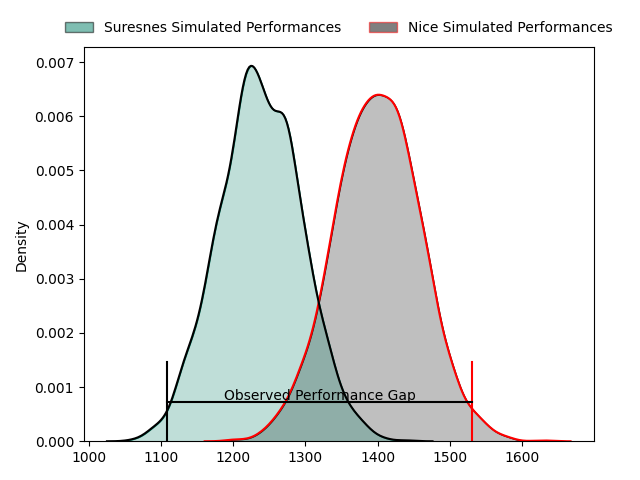 Suresnes Simulated Performances
Nice Simulated Performances
0.007
0.006
0.005
0.004
0.003
0.002
0.001
0.000
Density
Observed Performance Gap
1000 1100 1200 1300 1400 1500 1600